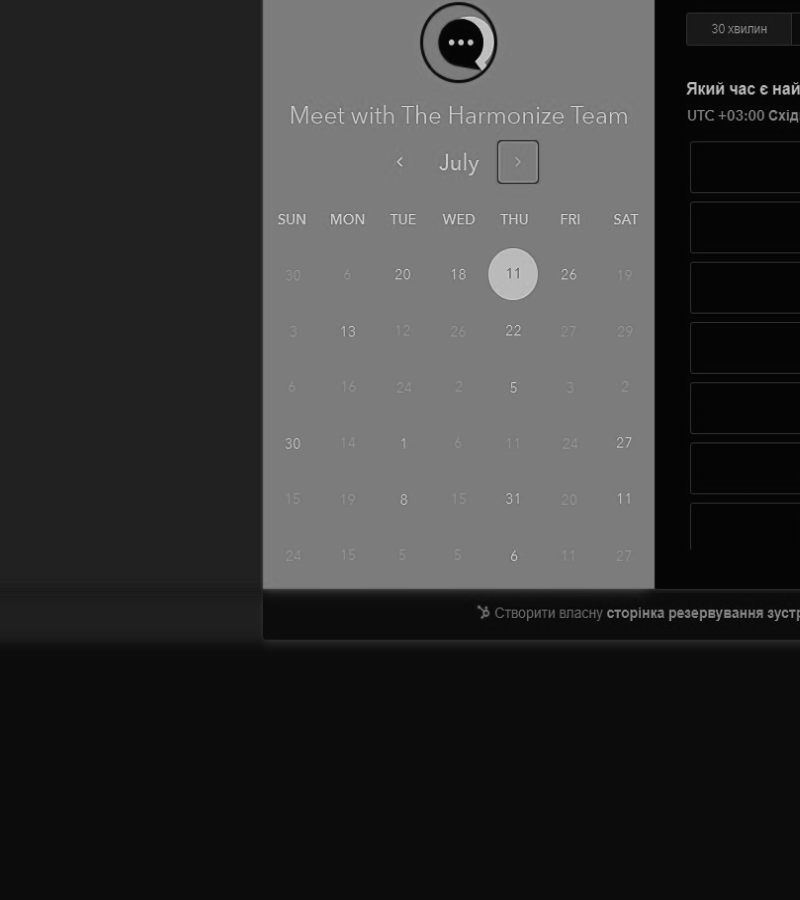 Meet with The Harmonize Team
July
SUN MON TUE WED THU FRI SAT
30 6 20 18 11 26 19
3 13 12 26 22 27 29
6 16 24 2 5 3 2
30 14 1 6 11 24 27
15 19 8 15 31 20 11
24 15 5 5 6 11 27
30 хвилин
Який час є най
UTC +03:00 Східн
Створити власну сторінка резервування зустр